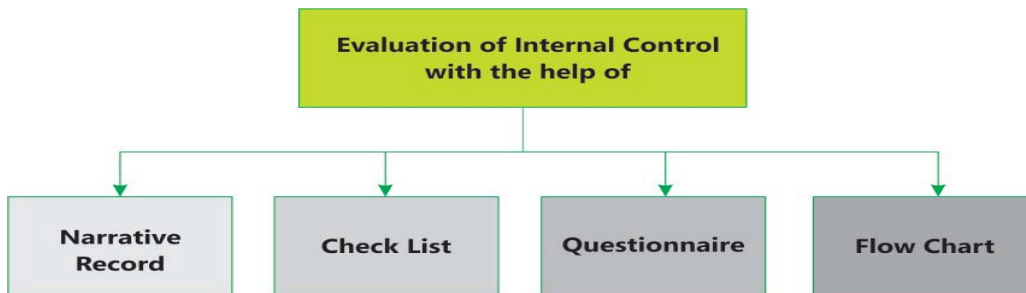 Evaluation of Internal Control
with the help of
Narrative
Record
Check List
Questionnaire
Flow Chart